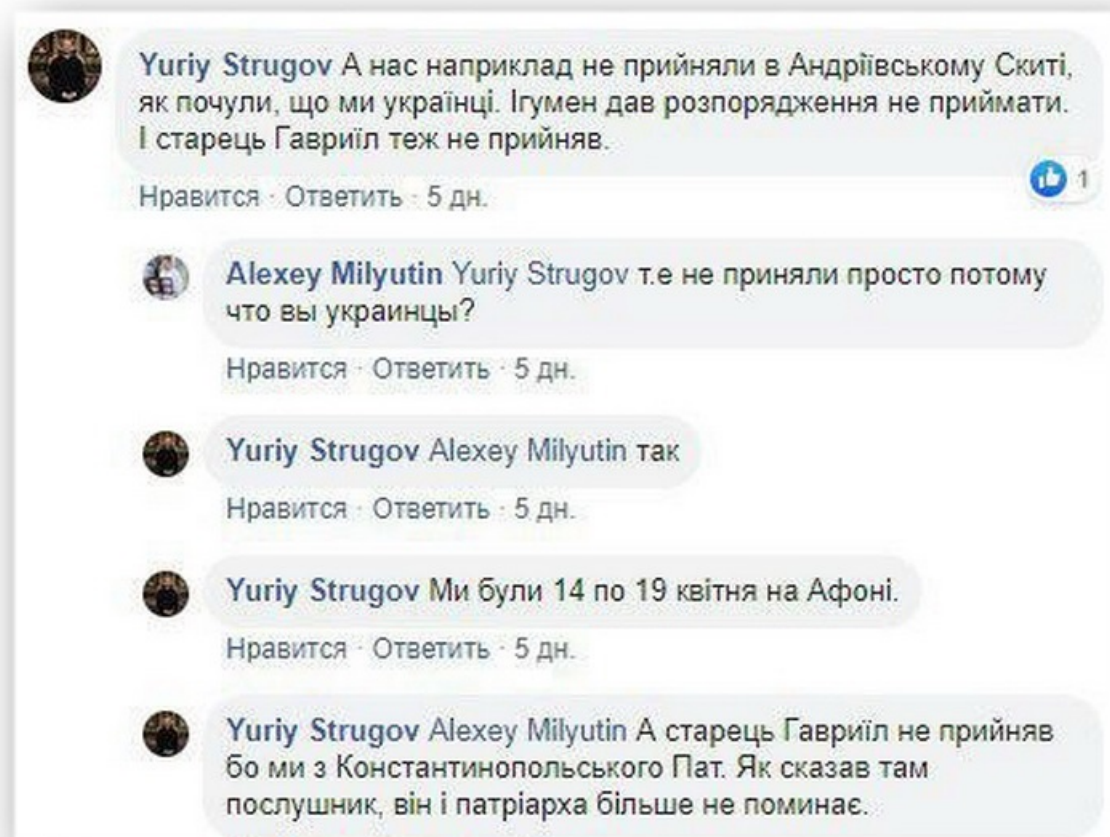 Yuriy Strugov А нас наприклад не прийняли в Андріївському Скиті,
як почули, що ми українці. Ігумен дав розпорядження не приймати.
І старець Гавриїл теж не прийняв.
1
Нравится · Ответить · 5 дн.
Alexey Milyutin Yuriy Strugov т.е не приняли просто потому
что вы украинцы?
Нравится · Ответить · 5 дн.
Yuriy Strugov Alexey Milyutin так
Нравится · Ответить · 5 дн.
Yuriy Strugov Ми були 14 по 19 квітня на Афоні.
Нравится · Ответить · 5 дн.
Yuriy Strugov Alexey Milyutin А старець Гавриїл не прийняв
бо ми з Константинопольського Пат. Як сказав там
послушник, він і патріарха більше не поминає.